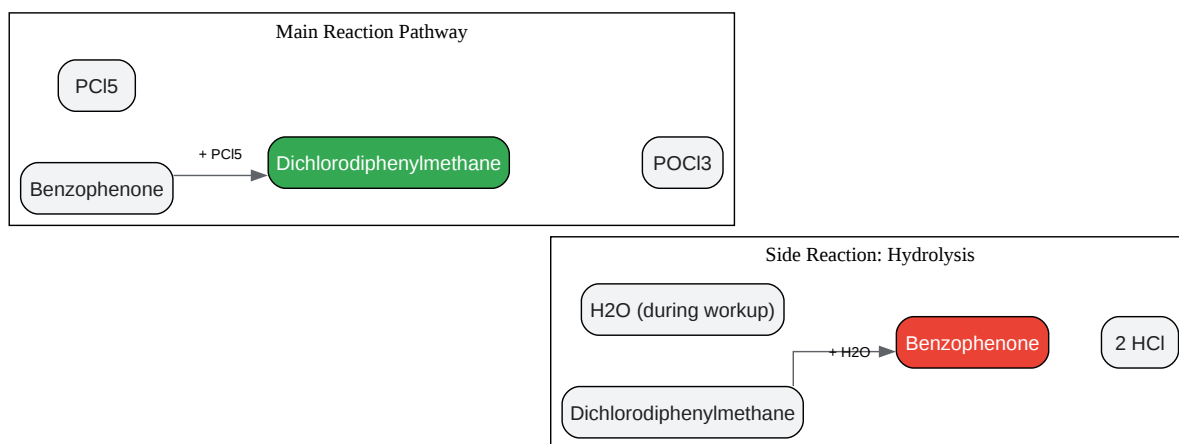 Main Reaction Pathway
PCl5
+ PCl5
Dichlorodiphenylmethane
POCl3
Benzophenone
Side Reaction: Hydrolysis
H2O (during workup)
+ H2O
Benzophenone
2 HCl
Dichlorodiphenylmethane